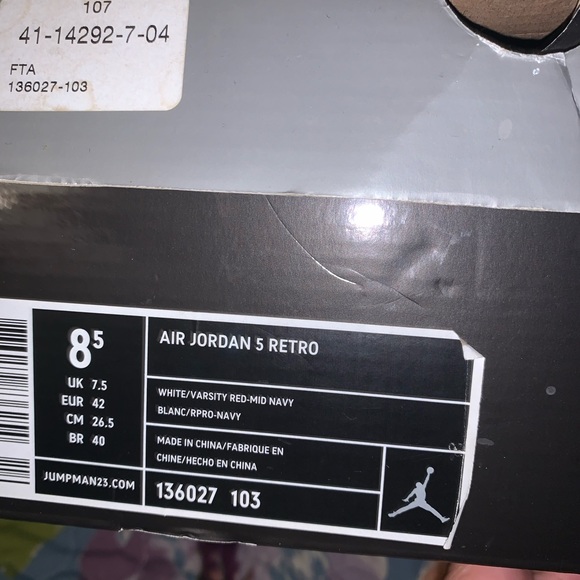 107
41-14292-7-04
FTA
136027-103
8⁵
UK 7.5
EUR 42
CM 26.5
BR 40
JUMPMAN23.COM
AIR JORDAN 5 RETRO
WHITE/VARSITY RED-MID NAVY
BLANC/RPRO-NAVY
MADE IN CHINA/FABRIQUE EN
CHINE/HECHO EN CHINA
136027 103